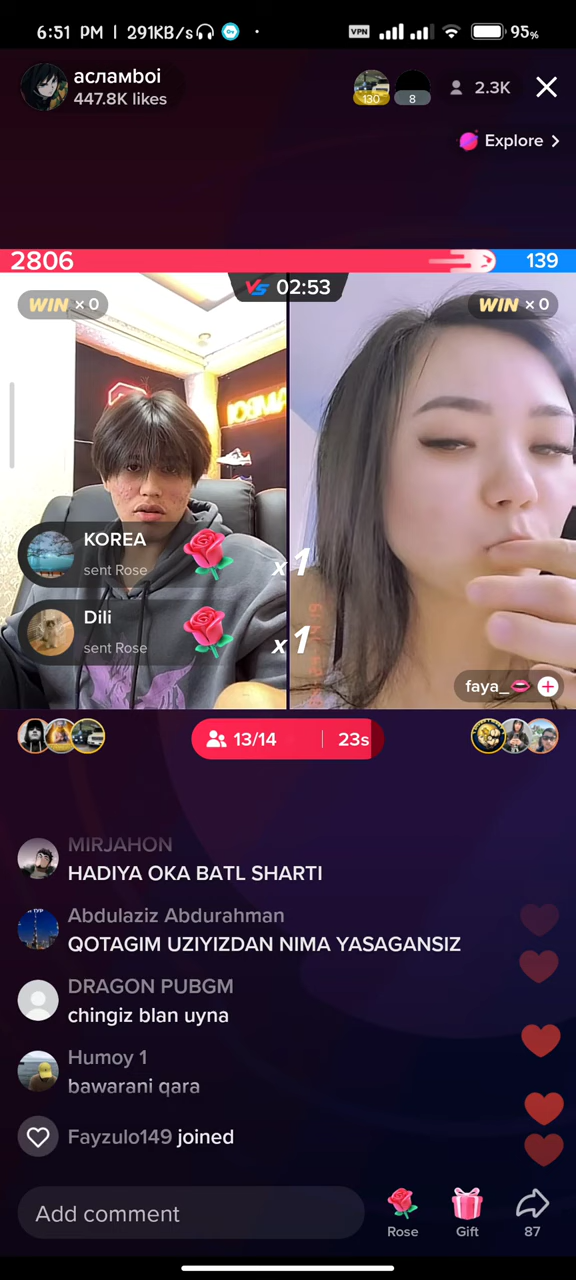 6:51 PM | 291KB/s
VPN
95%
асламboi
447.8K likes
130
8
2.3K
Explore
2806
139
VS 02:53
WIN x 0
WIN x 0
KOREA
sent Rose
x1
Dili
sent Rose
x1
faya_
13/14
23s
MIRJAHON
HADIYA OKA BATL SHARTI
Abdulaziz Abdurahman
QOTAGIM UZIYIZDAN NIMA YASAGANSIZ
DRAGON PUBGM
chingiz blan uyna
Humoy 1
bawarani qara
Fayzulo149 joined
Add comment
Rose
Gift
87